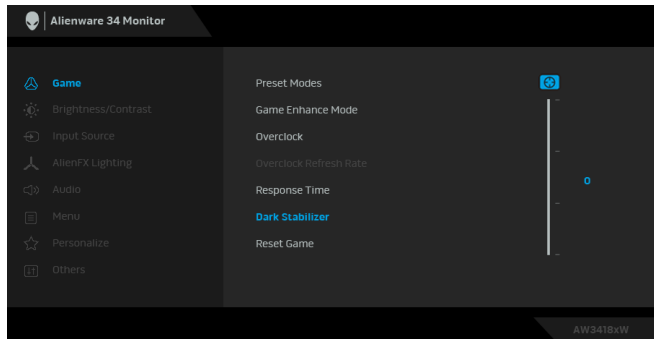 Alienware 34 Monitor
Game
Brightness/Contrast
Input Source
AlienFX Lighting
Audio
Menu
Personalize
Others
Preset Modes
Game Enhance Mode
Overclock
Overclock Refresh Rate
Response Time
Dark Stabilizer
Reset Game
0
AW3418xW